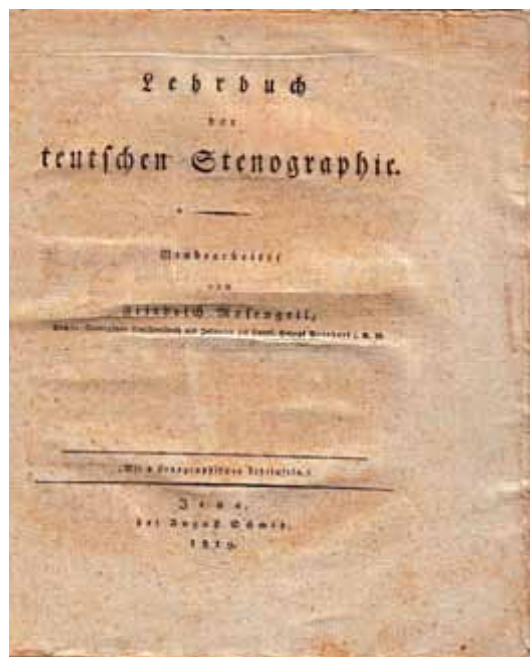 Lehrbuch
der
teutschen Stenographie.
Neubearbeitet
von
Friedrich Mosengeil,
Jena,
bei August Schmid,
1819.